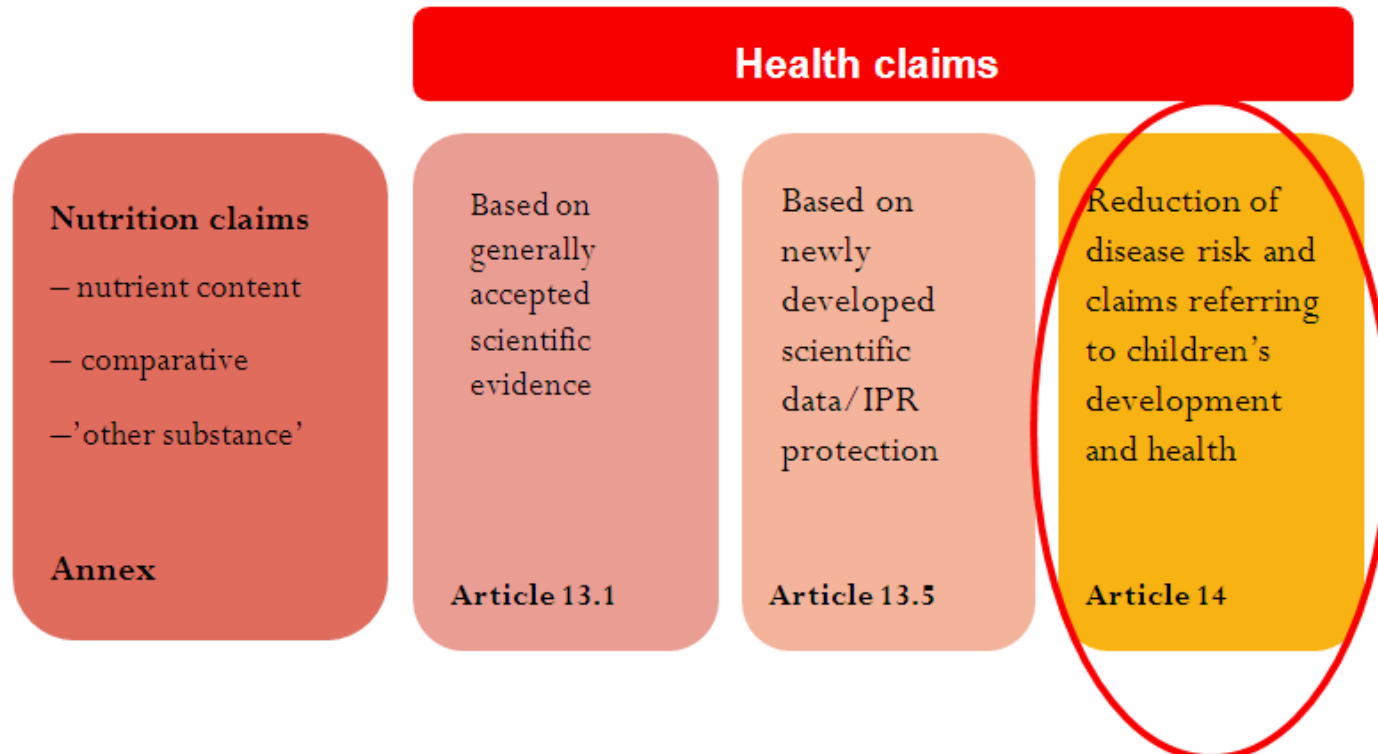 Health claims
Nutrition claims
– nutrient content
– comparative
–’other substance’
Annex
Based on
generally
accepted
scientific
evidence
Article 13.1
Based on
newly
developed
scientific
data/IPR
protection
Article 13.5
Reduction of
disease risk and
claims referring
to children’s
development
and health
Article 14